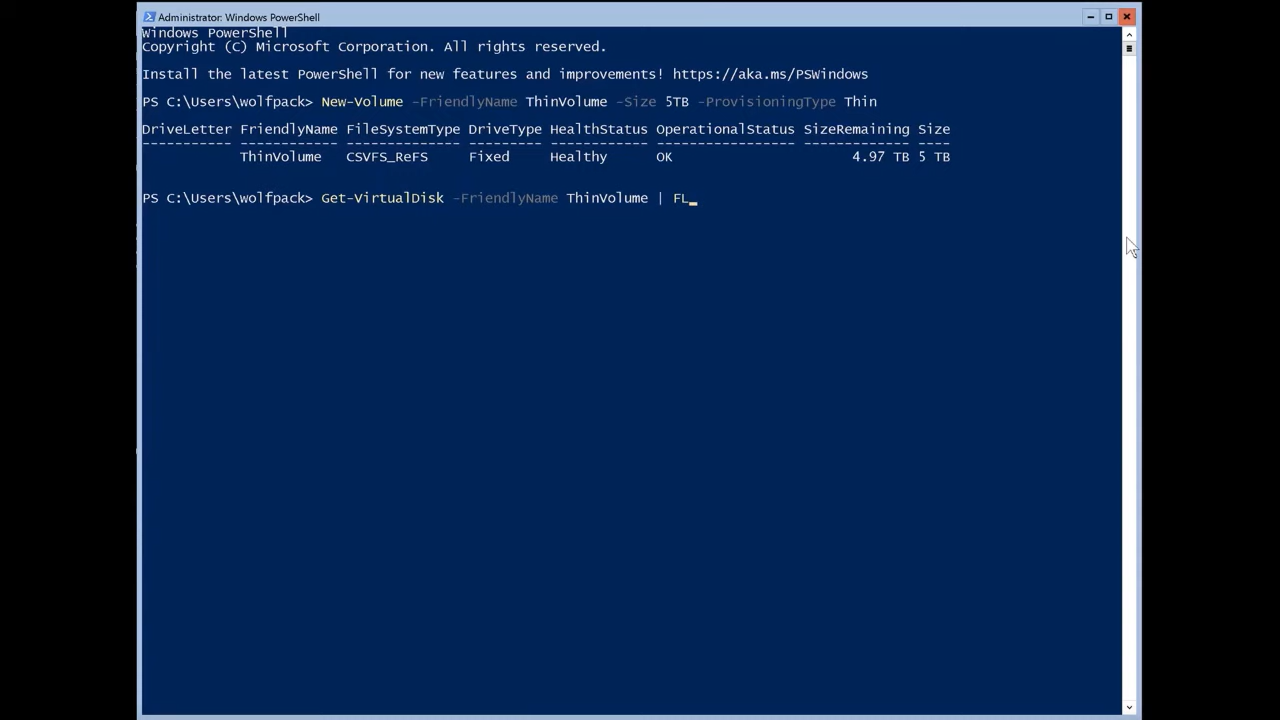 Administrator: Windows PowerShell
Windows PowerShell
Copyright (C) Microsoft Corporation. All rights reserved.
Install the latest PowerShell for new features and improvements! https://aka.ms/PSWindows
PS C:\Users\wolfpack> New-Volume -FriendlyName ThinVolume -Size 5TB -ProvisioningType Thin
DriveLetter FriendlyName FileSystemType DriveType HealthStatus OperationalStatus SizeRemaining Size
----------- ------------ -------------- --------- ------------ ----------------- ------------- ----
ThinVolume CSVFS_ReFS Fixed Healthy OK 4.97 TB 5 TB
PS C:\Users\wolfpack> Get-VirtualDisk -FriendlyName ThinVolume | FL_